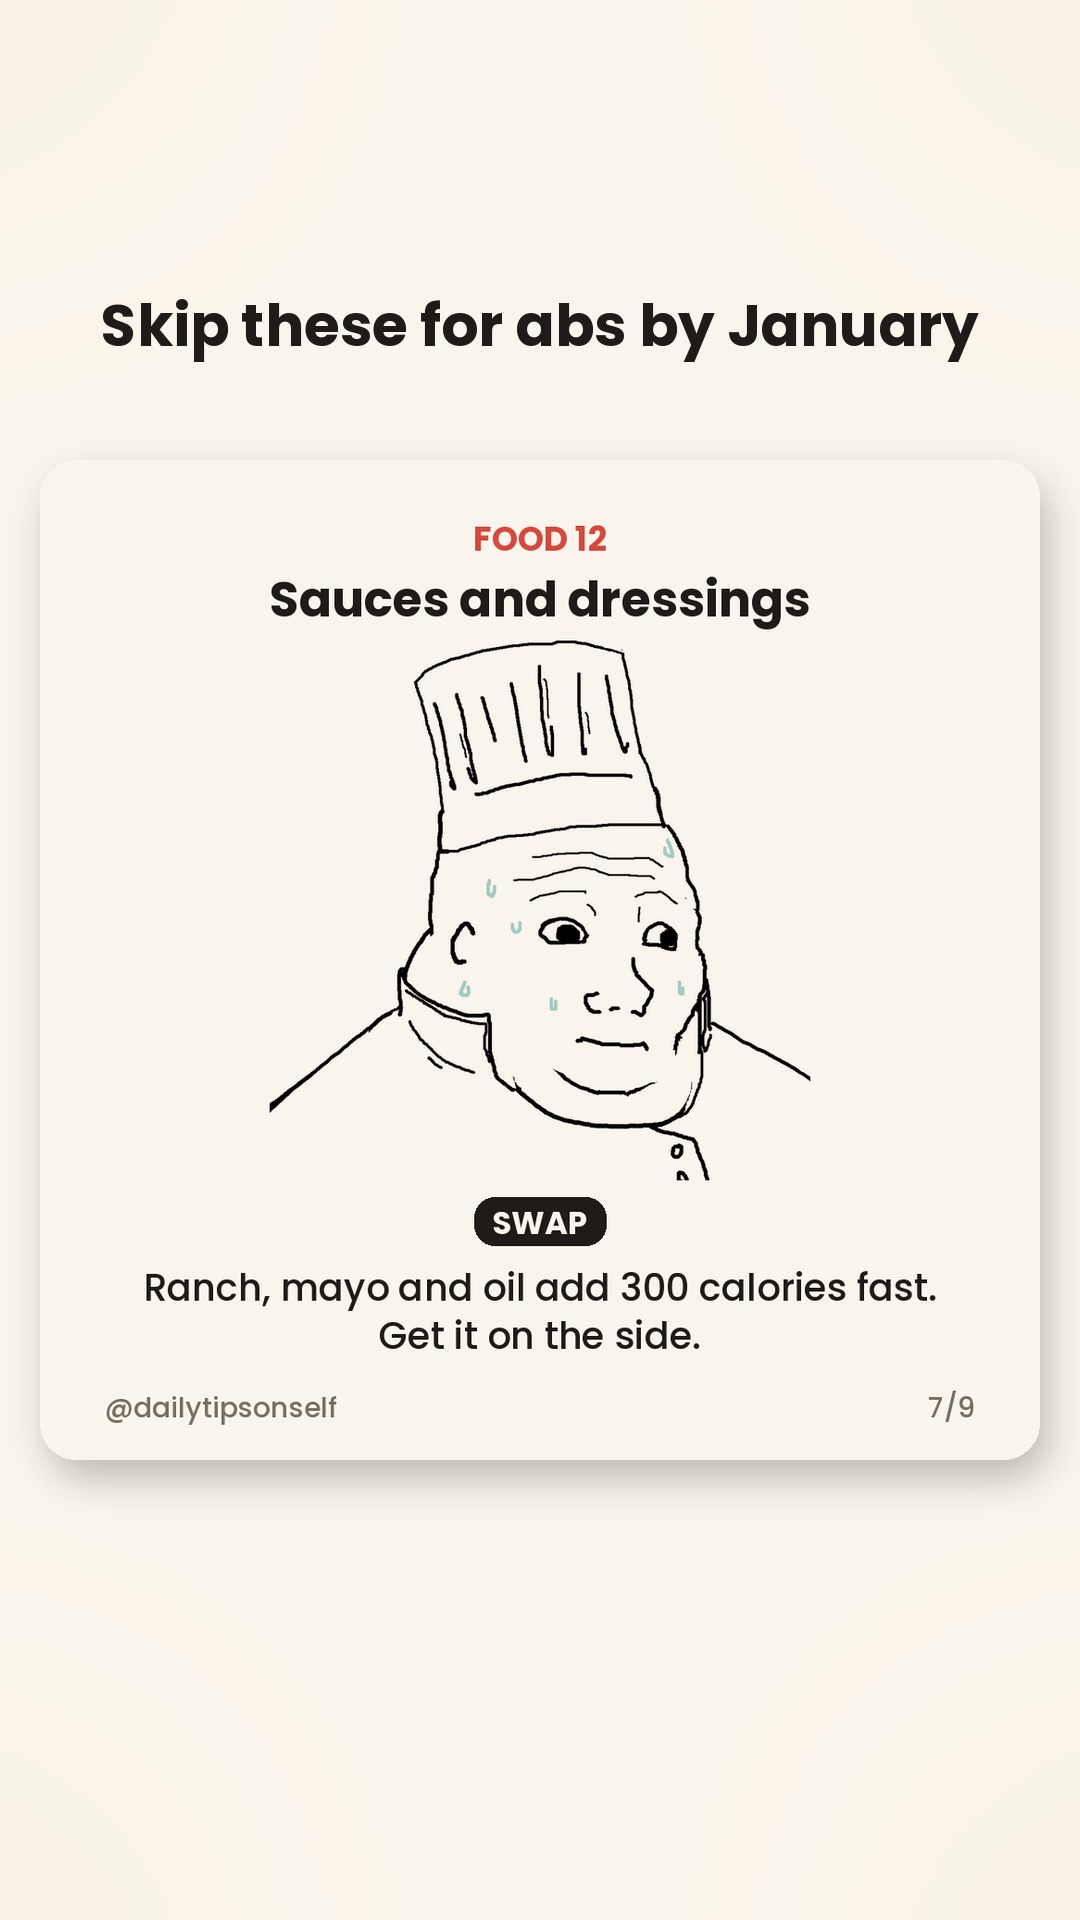 Skip these for abs by January
FOOD 12
Sauces and dressings
SWAP
Ranch, mayo and oil add 300 calories fast.
Get it on the side.
@dailytipsonself
7/9